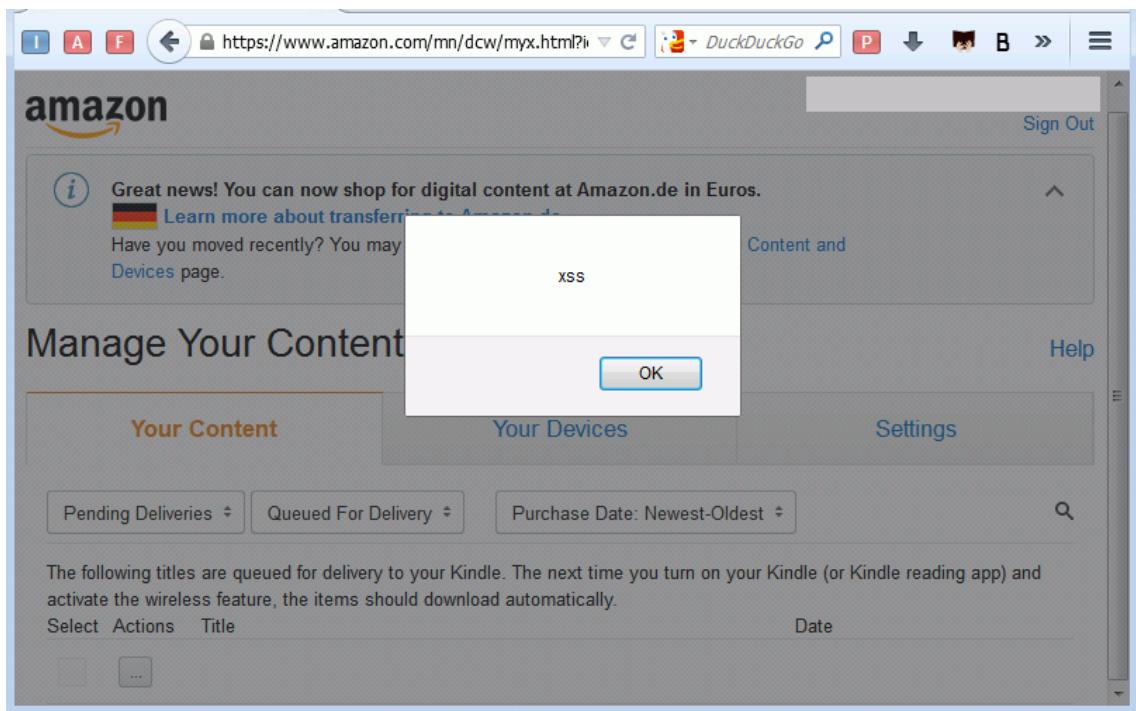 I A F https://www.amazon.com/mn/dcw/myx.html?i DuckDuckGo P B »
amazon
Sign Out
i Great news! You can now shop for digital content at Amazon.de in Euros.
Learn more about transferring to Amazon.de
Have you moved recently? You may Content and
Devices page.
xss
OK
Manage Your Content
Help
Your Content Your Devices Settings
Pending Deliveries Queued For Delivery Purchase Date: Newest-Oldest
The following titles are queued for delivery to your Kindle. The next time you turn on your Kindle (or Kindle reading app) and
activate the wireless feature, the items should download automatically.
Select Actions Title Date
...